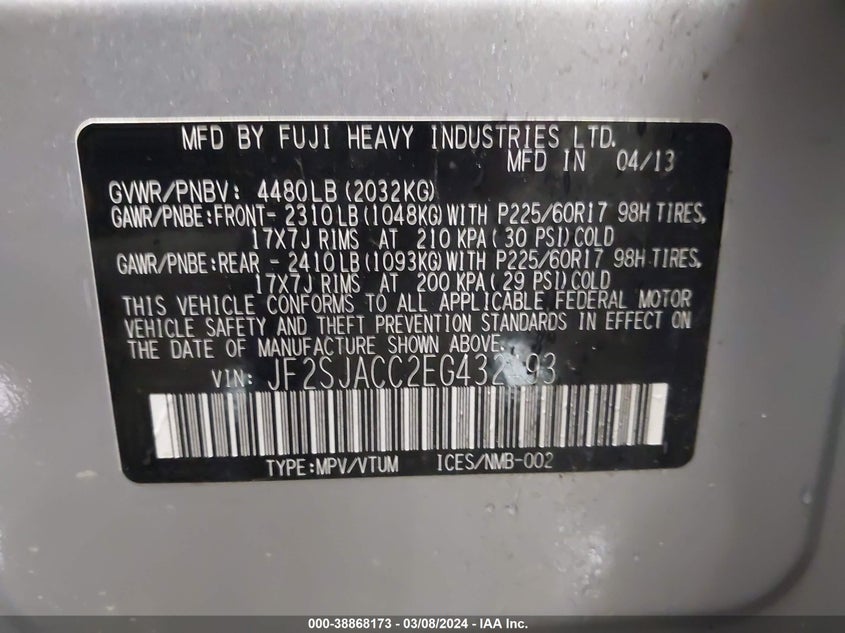 MFD BY FUJI HEAVY INDUSTRIES LTD.
MFD IN 04/13
GVWR/PNBV: 4480LB(2032KG)
GAWR/PNBE:FRONT- 2310LB(1048KG)WITH P225/60R17 98H TIRES,
17X7J RIMS AT 210 KPA(30 PSI)COLD
GAWR/PNBE:REAR - 2410LB(1093KG)WITH P225/60R17 98H TIRES,
17X7J RIMS AT 200 KPA(29 PSI)COLD
THIS VEHICLE CONFORMS TO ALL APPLICABLE FEDERAL MOTOR
VEHICLE SAFETY AND THEFT PREVENTION STANDARDS IN EFFECT ON
THE DATE OF MANUFACTURE SHOWN ABOVE.
VIN:
TYPE:MPV/VTUM ICES/NMB-002
000-38868173 - 03/08/2024 - IAA Inc.